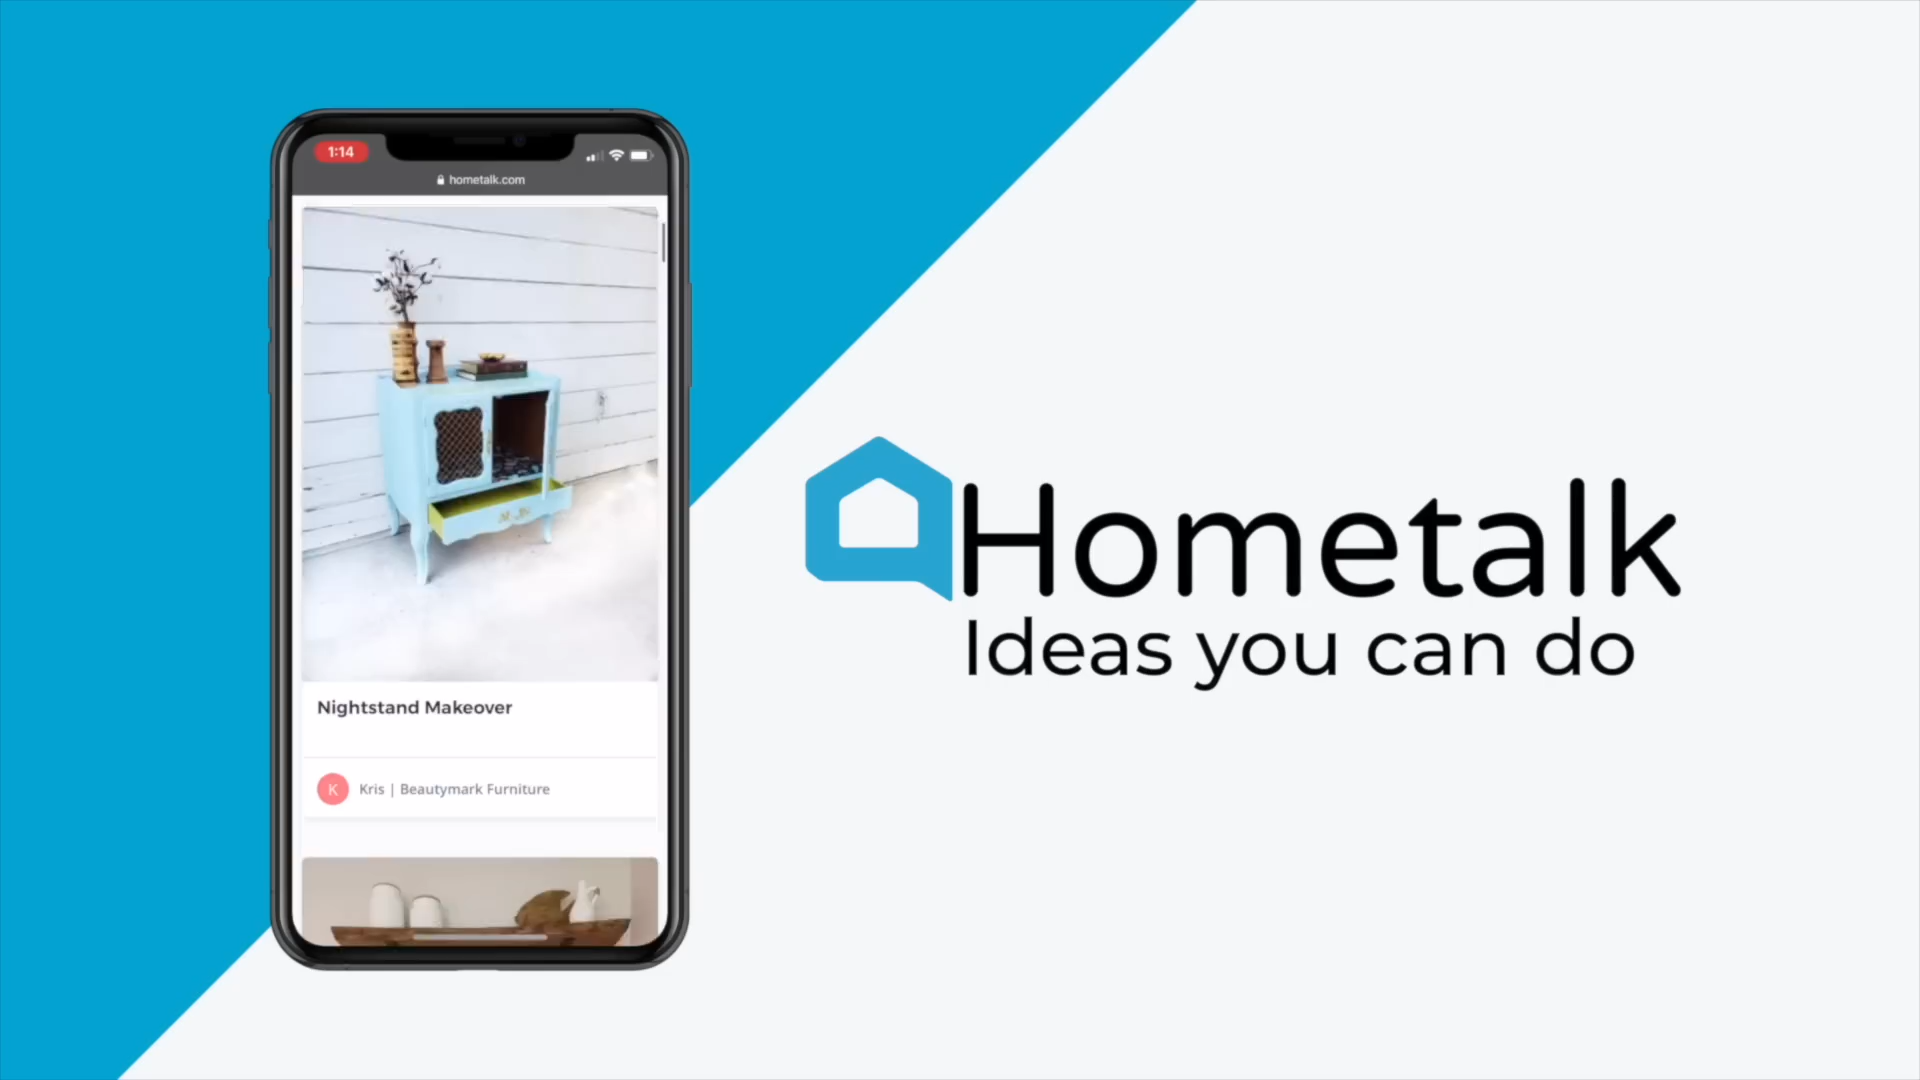 1:14
hometalk.com
Nightstand Makeover
K
Kris | Beautymark Furniture
Hometalk
Ideas you can do